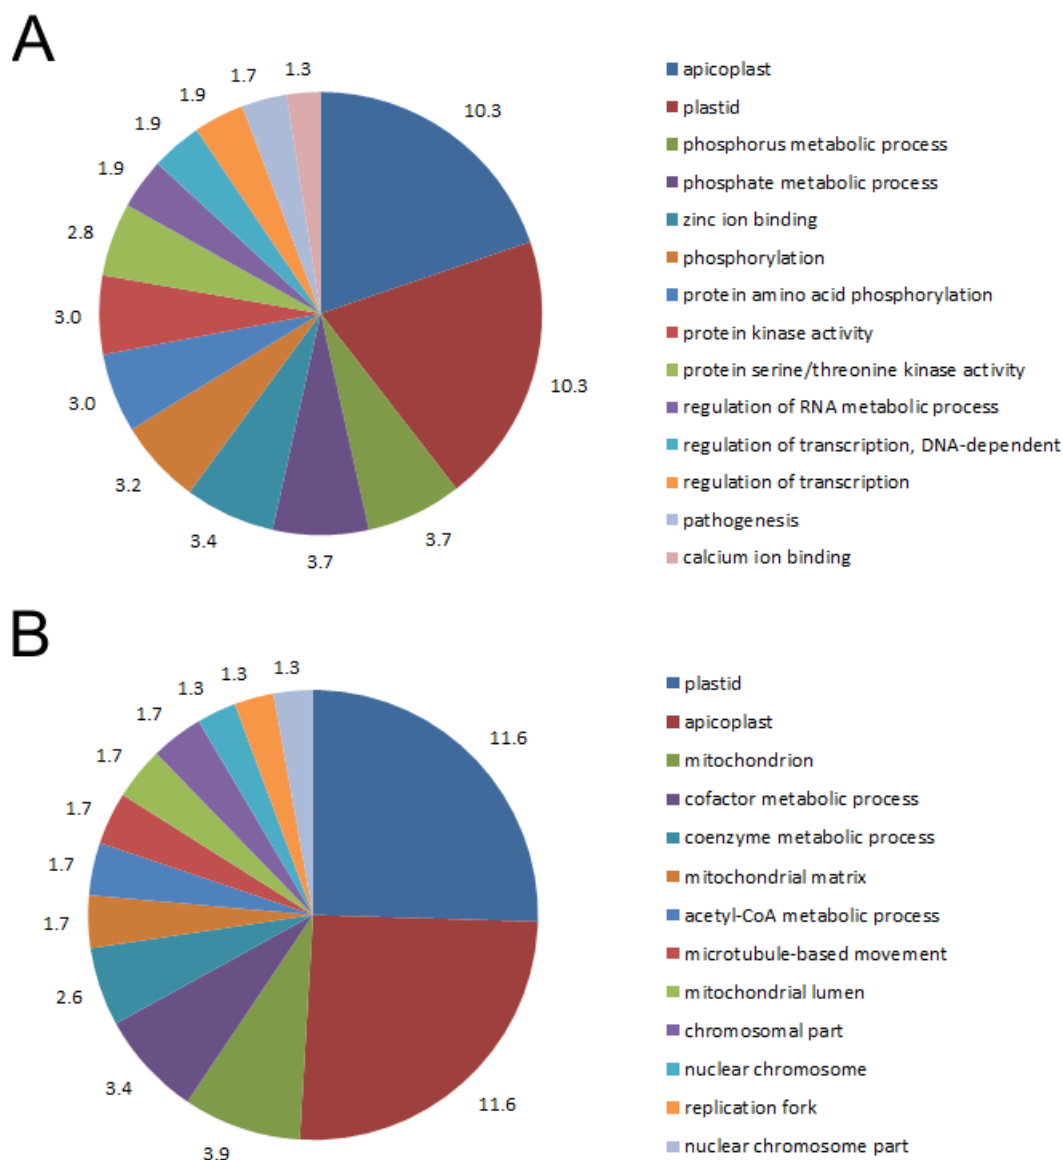 A
1.3
1.7
1.9
1.9
1.9
2.8
3.0
3.0
3.2
3.4
3.7
3.7
10.3
10.3
apicoplast
plastid
phosphorus metabolic process
phosphate metabolic process
zinc ion binding
phosphorylation
protein amino acid phosphorylation
protein kinase activity
protein serine/threonine kinase activity
regulation of RNA metabolic process
regulation of transcription, DNA-dependent
regulation of transcription
pathogenesis
calcium ion binding
B
1.3
1.3
1.3
1.7
1.7
1.7
1.7
1.7
2.6
3.4
3.9
11.6
11.6
plastid
apicoplast
mitochondrion
cofactor metabolic process
coenzyme metabolic process
mitochondrial matrix
acetyl-CoA metabolic process
microtubule-based movement
mitochondrial lumen
chromosomal part
nuclear chromosome
replication fork
nuclear chromosome part